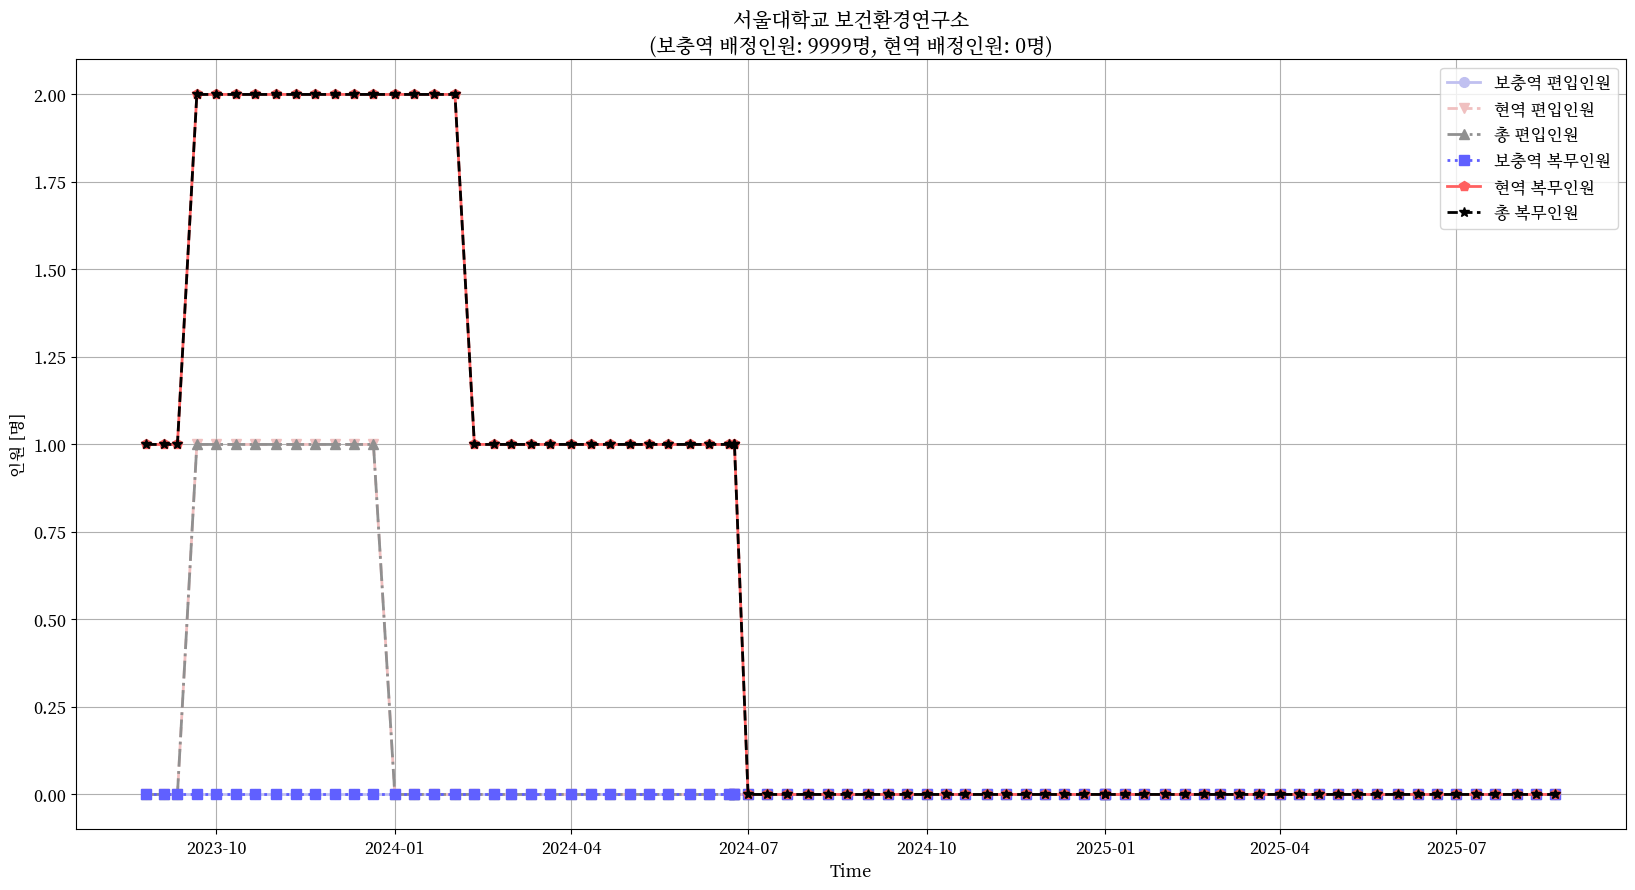 서울대학교 보건환경연구소
(보충역 배정인원: 9999명, 현역 배정인원: 0명)
보충역 편입인원
현역 편입인원
총 편입인원
보충역 복무인원
현역 복무인원
총 복무인원
2.00
1.75
1.50
1.25
1.00
0.75
0.50
0.25
0.00
인원 [명]
2023-10
2024-01
2024-04
2024-07
2024-10
2025-01
2025-04
2025-07
Time